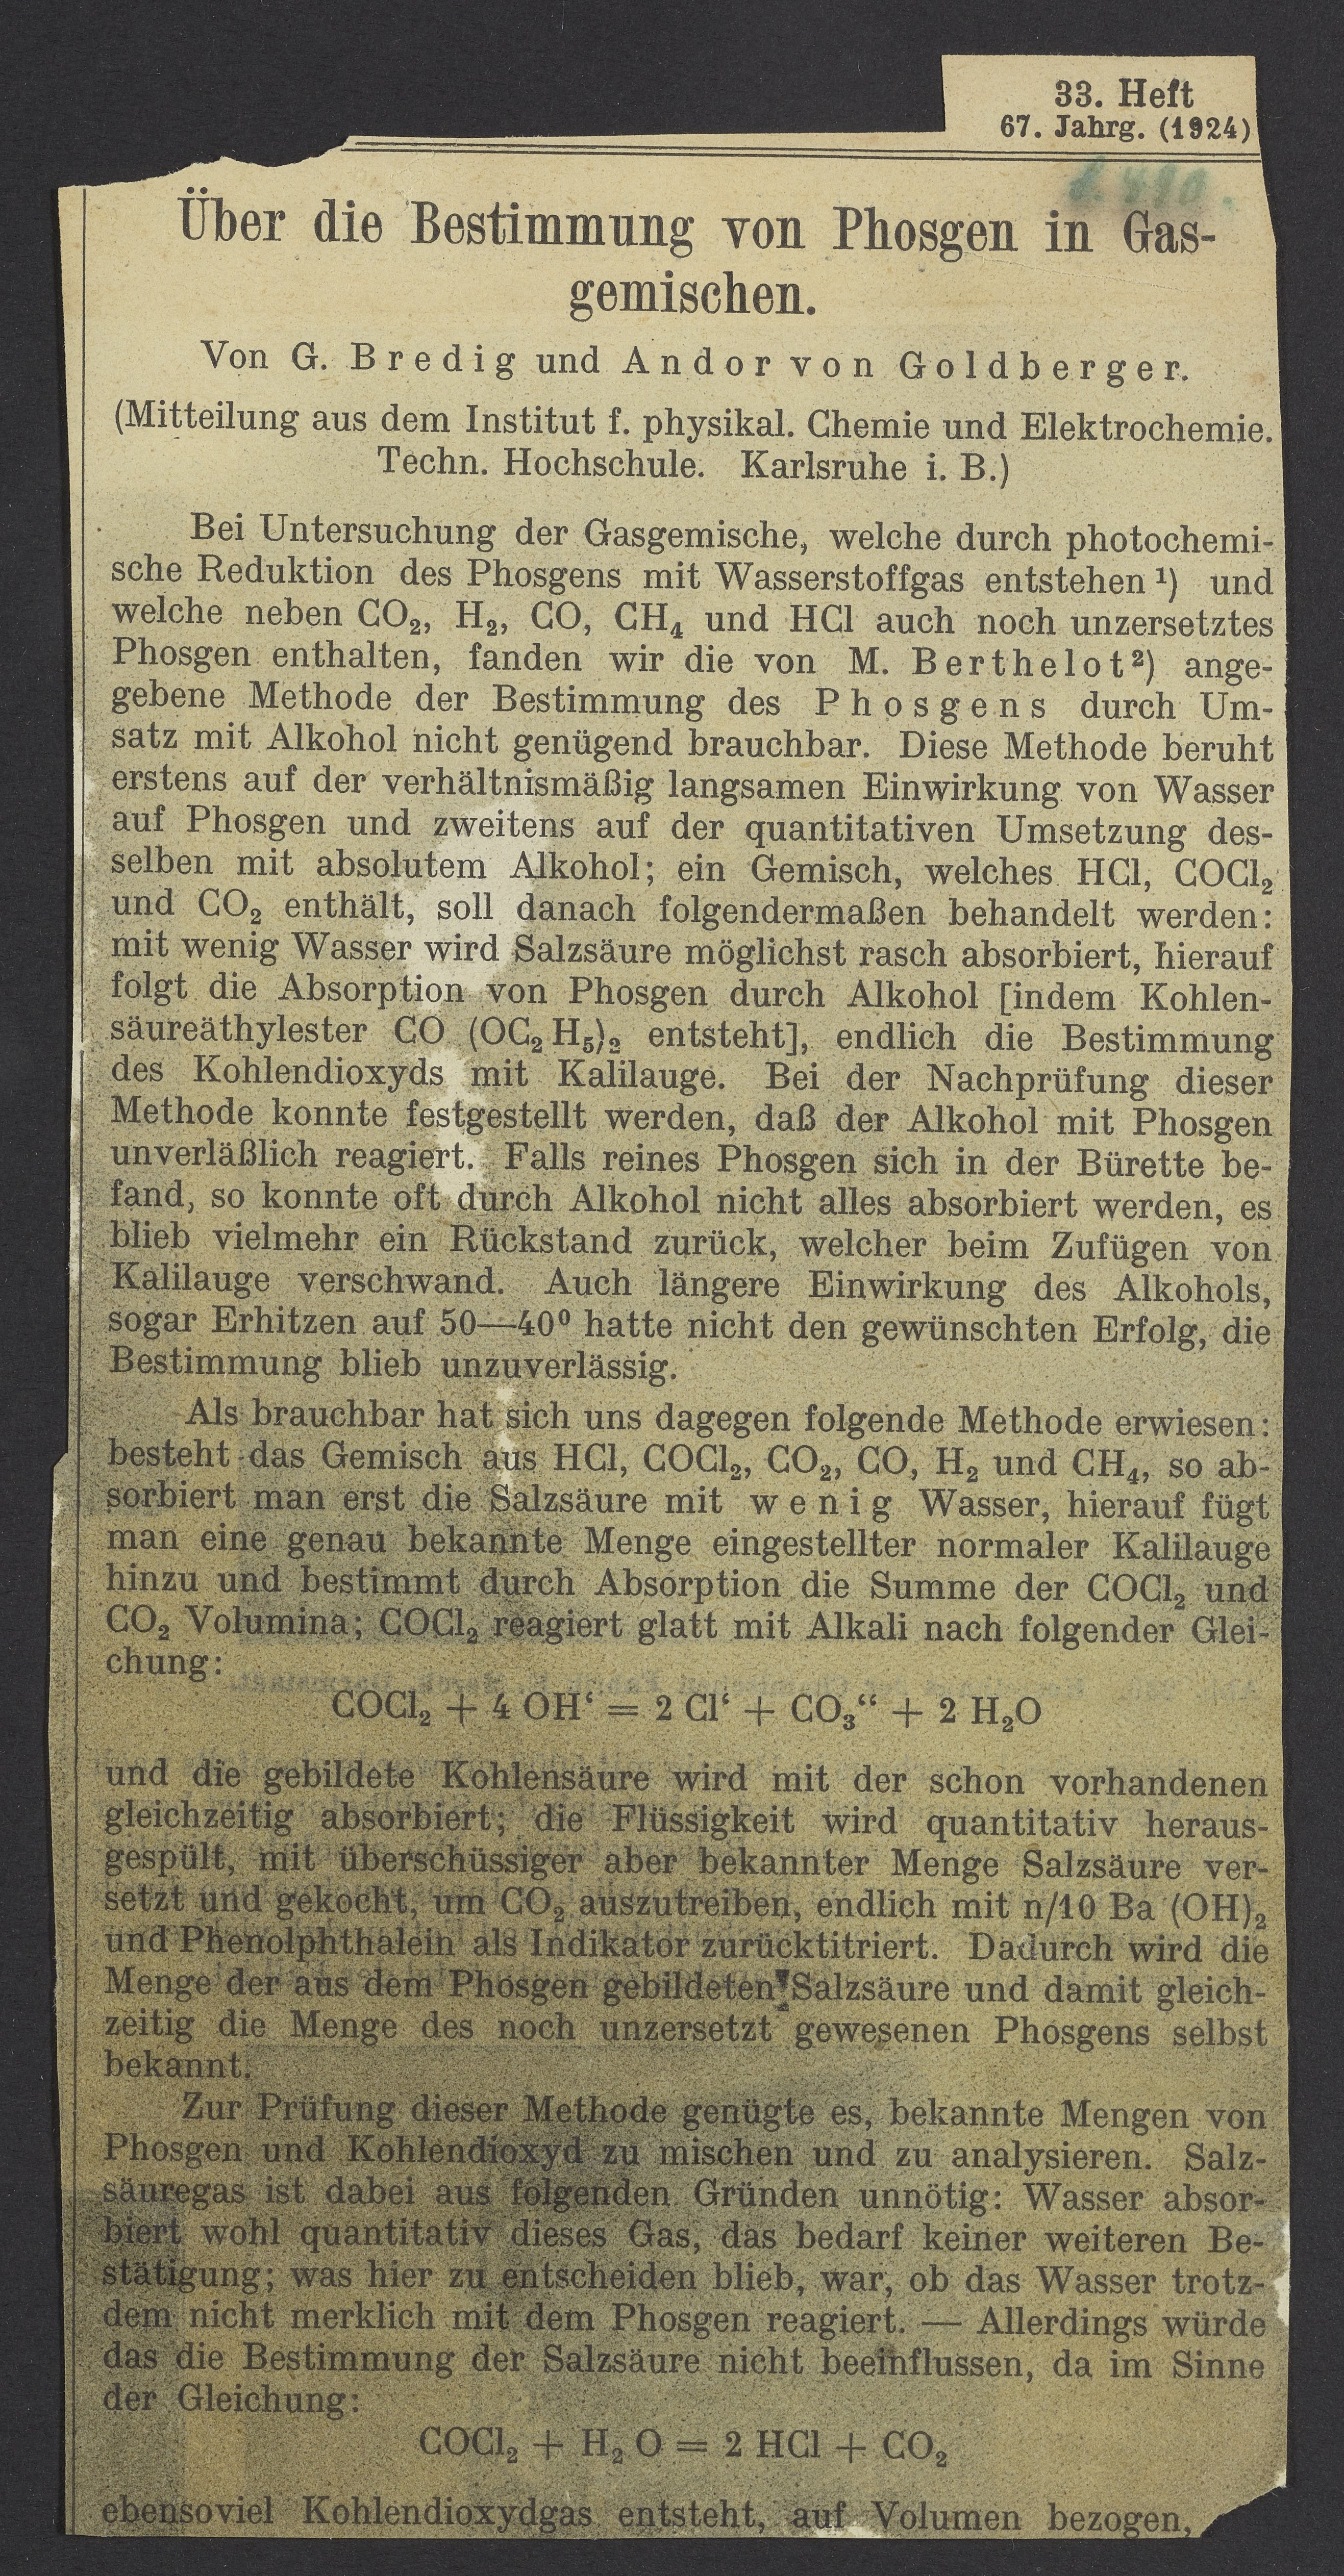 33. Heft
67. Jahrg. (1924)
Über die Bestimmung von Phosgen in Gas-
gemischen.
Von G. Bredig und Andor von Goldberger.
(Mitteilung aus dem Institut f. physikal. Chemie und Elektrochemie.
Techn. Hochschule. Karlsruhe i. B.)
Bei Untersuchung der Gasgemische, welche durch photochemi-
sche Reduktion des Phosgens mit Wasserstoffgas entstehen ¹) und
welche neben CO₂, H₂, CO, CH₄ und HCl auch noch unzersetztes
Phosgen enthalten, fanden wir die von M. Berthelot²) ange-
gebene Methode der Bestimmung des Phosgens durch Um-
satz mit Alkohol nicht genügend brauchbar. Diese Methode beruht
erstens auf der verhältnismäßig langsamen Einwirkung von Wasser
auf Phosgen und zweitens auf der quantitativen Umsetzung des-
selben mit absolutem Alkohol; ein Gemisch, welches HCl, COCl₂
und CO₂ enthält, soll danach folgendermaßen behandelt werden:
mit wenig Wasser wird Salzsäure möglichst rasch absorbiert, hierauf
folgt die Absorption von Phosgen durch Alkohol [indem Kohlen-
säureäthylester CO (OC₂ H₅)₂ entsteht], endlich die Bestimmung
des Kohlendioxyds mit Kalilauge. Bei der Nachprüfung dieser
Methode konnte festgestellt werden, daß der Alkohol mit Phosgen
unverläßlich reagiert. Falls reines Phosgen sich in der Bürette be-
fand, so konnte oft durch Alkohol nicht alles absorbiert werden, es
blieb vielmehr ein Rückstand zurück, welcher beim Zufügen von
Kalilauge verschwand. Auch längere Einwirkung des Alkohols,
sogar Erhitzen auf 50—40⁰ hatte nicht den gewünschten Erfolg, die
Bestimmung blieb unzuverlässig.
Als brauchbar hat sich uns dagegen folgende Methode erwiesen:
besteht das Gemisch aus HCl, COCl₂, CO₂, CO, H₂ und CH₄, so ab-
sorbiert man erst die Salzsäure mit wenig Wasser, hierauf fügt
man eine genau bekannte Menge eingestellter normaler Kalilauge
hinzu und bestimmt durch Absorption die Summe der COCl₂ und
CO₂ Volumina; COCl₂ reagiert glatt mit Alkali nach folgender Glei-
chung:
COCl₂ + 4 OH‘ = 2 Cl‘ + CO₃“ + 2 H₂O
und die gebildete Kohlensäure wird mit der schon vorhandenen
gleichzeitig absorbiert; die Flüssigkeit wird quantitativ heraus-
gespült, mit überschüssiger aber bekannter Menge Salzsäure ver-
setzt und gekocht, um CO₂ auszutreiben, endlich mit n/10 Ba (OH)₂
und Phenolphthalein als Indikator zurücktitriert. Dadurch wird die
Menge der aus dem Phosgen gebildeten Salzsäure und damit gleich-
zeitig die Menge des noch unzersetzt gewesenen Phosgens selbst
bekannt.
Zur Prüfung dieser Methode genügte es, bekannte Mengen von
Phosgen und Kohlendioxyd zu mischen und zu analysieren. Salz-
säuregas ist dabei aus folgenden Gründen unnötig: Wasser absor-
biert wohl quantitativ dieses Gas, das bedarf keiner weiteren Be-
stätigung; was hier zu entscheiden blieb, war, ob das Wasser trotz-
dem nicht merklich mit dem Phosgen reagiert. — Allerdings würde
das die Bestimmung der Salzsäure nicht beeinflussen, da im Sinne
der Gleichung:
COCl₂ + H₂ O = 2 HCl + CO₂
ebensoviel Kohlendioxydgas entsteht, auf Volumen bezogen,